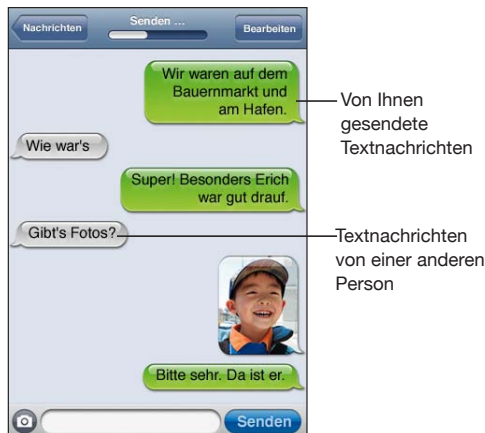 Nachrichten
Senden ...
Bearbeiten
Wir waren auf dem
Bauernmarkt und
am Hafen.
Von Ihnen
gesendete
Textnachrichten
Wie war's
Super! Besonders Erich
war gut drauf.
Gibt's Fotos?
Textnachrichten
von einer anderen
Person
Bitte sehr. Da ist er.
Senden